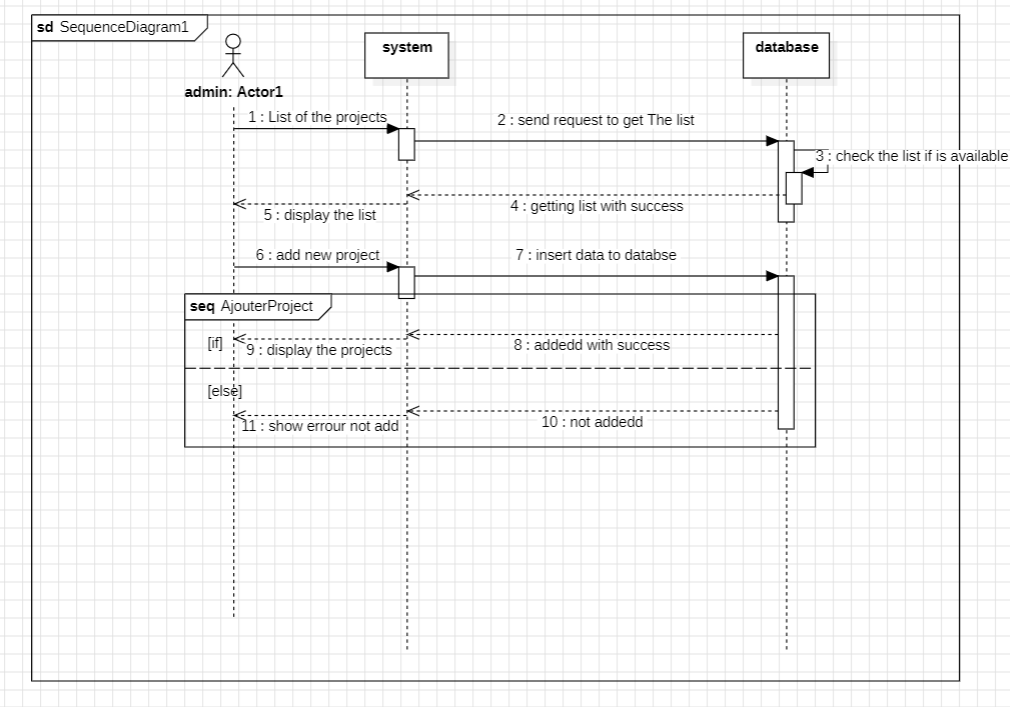 sd SequenceDiagram1
system
database
admin: Actor1
1 : List of the projects
2 : send request to get The list
3 : check the list if is available
4 : getting list with success
5 : display the list
6 : add new project
7 : insert data to databse
seq AjouterProject
[if]
8 : addedd with success
9 : display the projects
[else]
10 : not addedd
11 : show errour not add